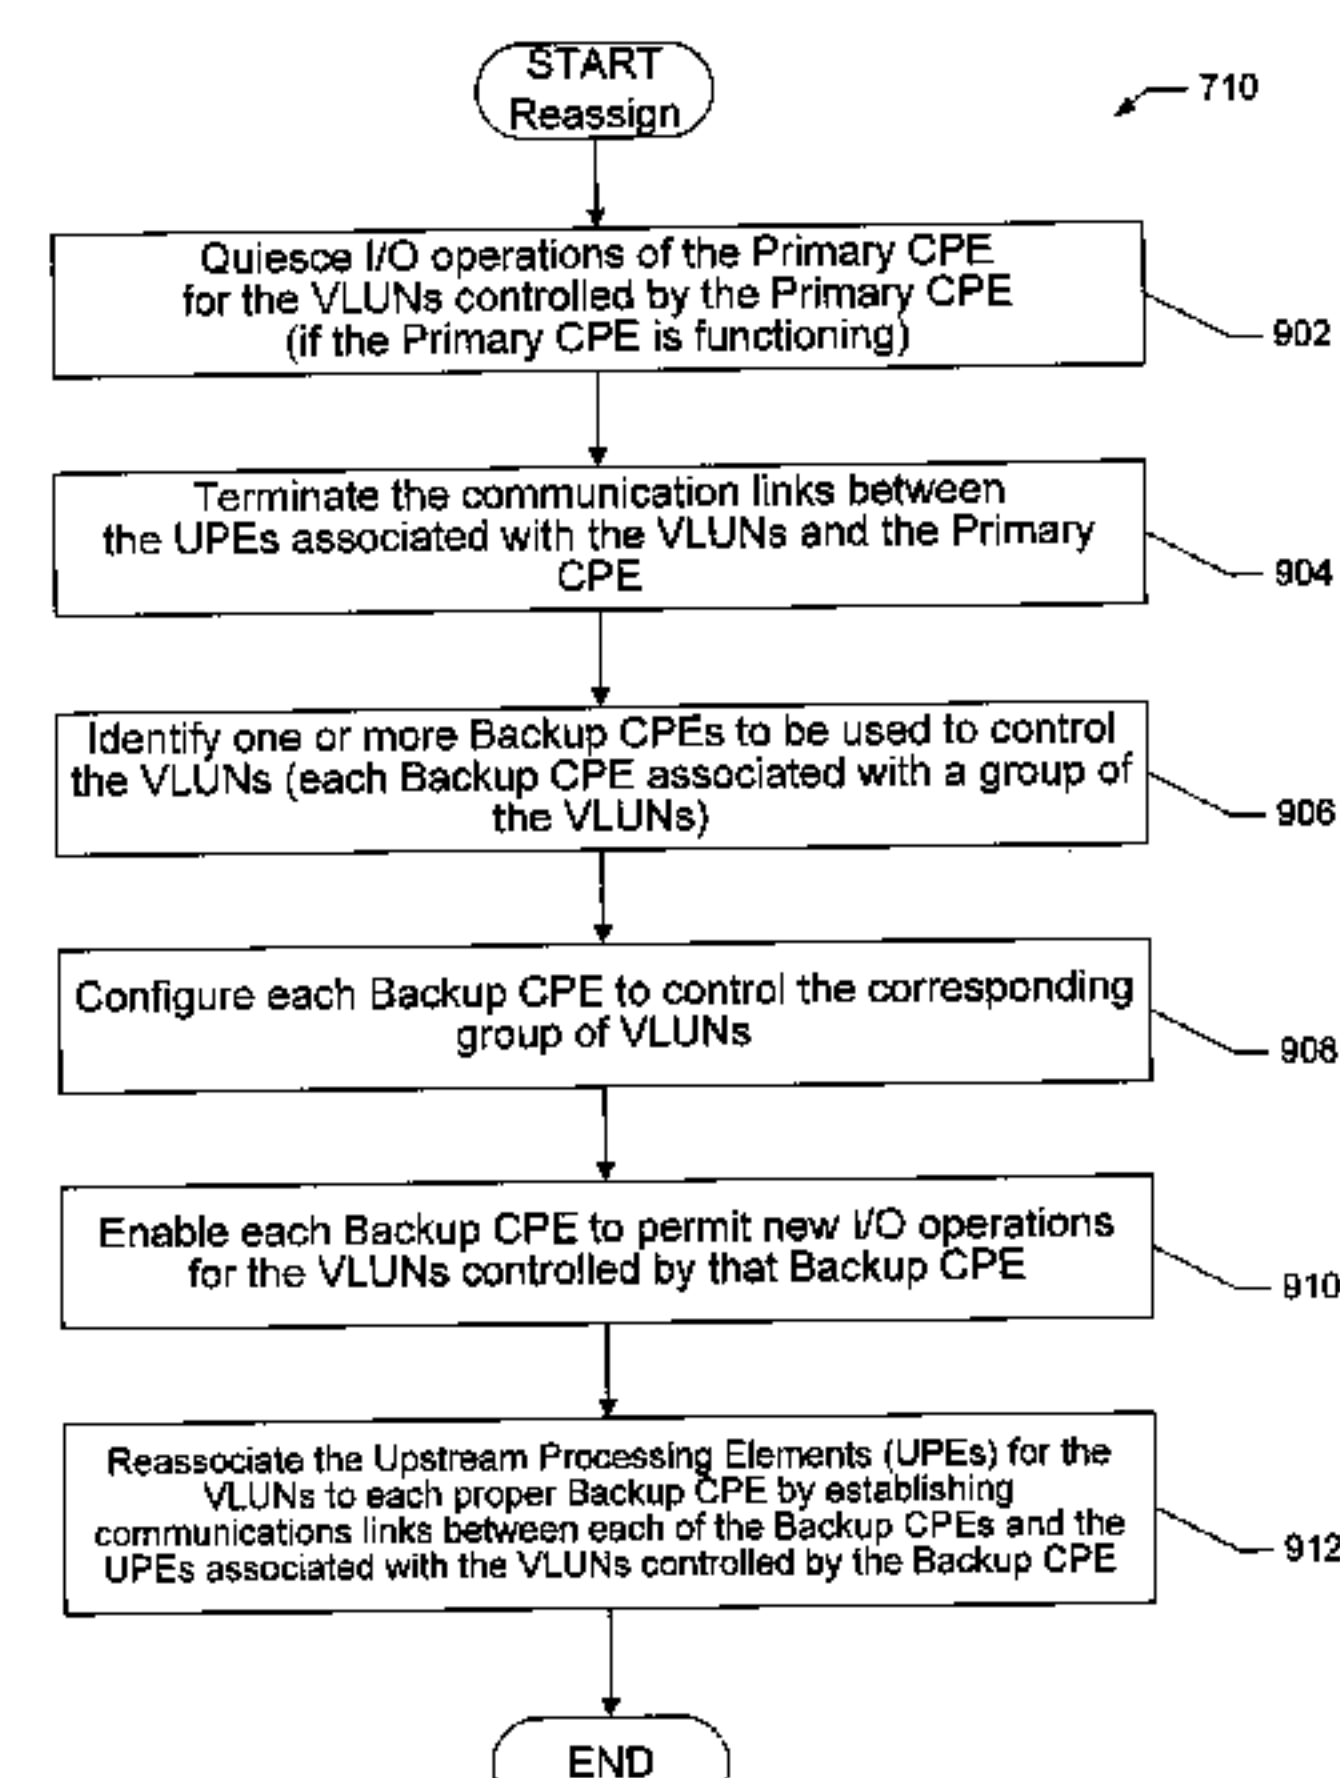 START
Reassign
710
Quiesce I/O operations of the Primary CPE
for the VLUNs controlled by the Primary CPE
(if the Primary CPE is functioning)
902
Terminate the communication links between
the UPEs associated with the VLUNs and the Primary
CPE
904
Identify one or more Backup CPEs to be used to control
the VLUNs (each Backup CPE associated with a group of
the VLUNs)
906
Configure each Backup CPE to control the corresponding
group of VLUNs
908
Enable each Backup CPE to permit new I/O operations
for the VLUNs controlled by that Backup CPE
910
Reassociate the Upstream Processing Elements (UPEs) for the
VLUNs to each proper Backup CPE by establishing
communications links between each of the Backup CPEs and the
UPEs associated with the VLUNs controlled by the Backup CPE
912
END